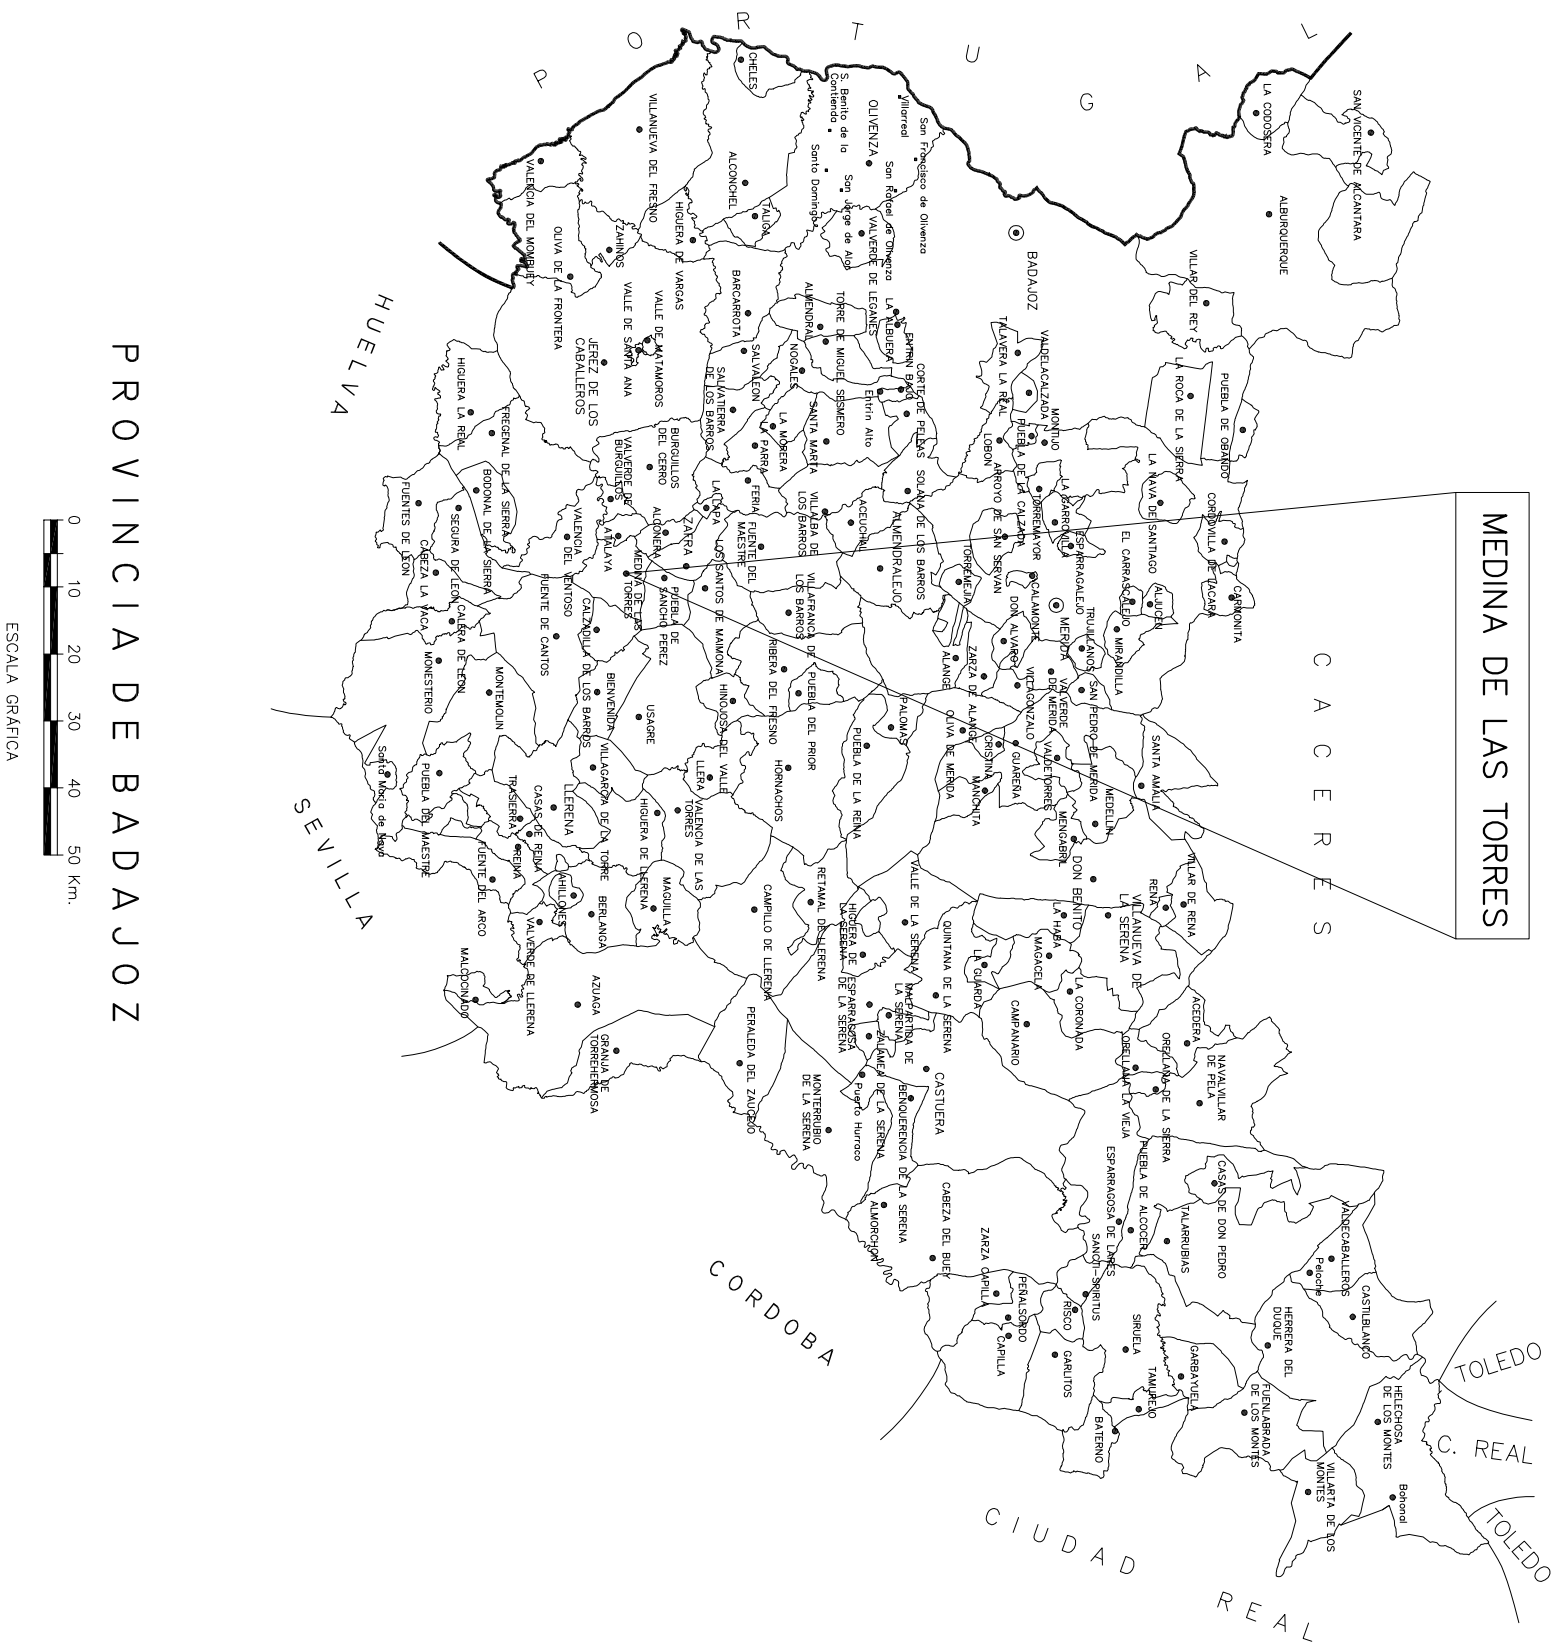 MEDINA DE LAS TORRES
PORTUGAL
CACERES
TOLEDO
C. REAL
TOLEDO
CIUDAD REAL
CORDOBA
SEVILLA
HUELVA
SAN VICENTE DE ALCANTARA
LA CODOSERA
ALBURQUERQUE
VILLAR DEL REY
PUEBLA DE OBANDO
LA ROCA DE LA SIERRA
CORDOVILLA DE LACARA
CARMONITA
LA NAVA DE SANTIAGO
ALJUCEN
EL CARRASCALEJO
MIRANDILLA
ESPARRAGALEJO
TRUJILLANOS
LA GARROVILLA
TORREMAYOR
MONTIJO
PUEBLA DE LA CALZADA
VALDELACALZADA
TALAVERA LA REAL
LOBON
ARROYO DE SAN SERVAN
CALAMONTE
MERIDA
DON ALVARO
VALVERDE
DE MERIDA
SAN PEDRO DE MERIDA
VILLAGONZALO
SANTA AMALIA
MEDELLIN
MENGABRIL
VALDETORRES
GUAREÑA
CRISTINA
MANCHITA
OLIVA DE MERIDA
ZARZA DE ALANGE
ALANGE
TORREMEJIA
BADAJOZ
San Francisco de Olivenza
Villarreal
San Rafael de Olivenza
OLIVENZA
S. Benito de la
Contienda
San Jorge de Alor
Santo Domingo
CHELES
ALCONCHEL
TALIGA
VILLANUEVA DEL FRESNO
HIGUERA DE VARGAS
ZAHINOS
VALENCIA DEL MOMBUEY
OLIVA DE LA FRONTERA
VALVERDE DE LEGANES
LA ALBUERA
ENTRIN BAJO
Entrin Alto
CORTE DE PELEAS
SOLANA DE LOS BARROS
ALMENDRALEJO
ACEUCHAL
TORRE DE MIGUEL SESMERO
ALMENDRAL
NOGALES
SANTA MARTA
VILLALBA DE
LOS BARROS
LA MORERA
LA PARRA
BARCARROTA
SALVALEON
SALVATIERRA
DE LOS BARROS
FERIA
FUENTE DEL
MAESTRE
LA LAPA
ZAFRA
LOS SANTOS DE MAIMONA
VILLAFRANCA DE
LOS BARROS
RIBERA DEL FRESNO
PUEBLA DEL PRIOR
HINOJOSA DEL VALLE
HORNACHOS
PALOMAS
PUEBLA DE LA REINA
VALLE DE MATAMOROS
VALLE DE SANTA ANA
JEREZ DE LOS
CABALLEROS
BURGUILLOS
DEL CERRO
VALVERDE DE
BURGUILLOS
ALCONERA
ATALAYA
MEDINA DE LAS
TORRES
PUEBLA DE
SANCHO PEREZ
VALENCIA
DEL VENTOSO
FUENTE DE CANTOS
CALZADILLA DE LOS BARROS
BIENVENIDA
USAGRE
LLERA
VALENCIA DE LAS
TORRES
HIGUERA DE LLERENA
VILLAGARCIA DE LA TORRE
LLERENA
CASAS DE REINA
TRASIERRA
REINA
MAGUILLA
BERLANGA
AHILLONES
VALVERDE DE LLERENA
FUENTE DEL ARCO
PUEBLA DEL MAESTRE
Santa Maria de Navo
MONTEMOLIN
MONESTERIO
CALERA DE LEON
CABEZA LA VACA
SEGURA DE LEON
FUENTES DE LEON
BODONAL DE LA SIERRA
FREGENAL DE LA SIERRA
HIGUERA LA REAL
MALCOCINADO
AZUAGA
GRANJA DE
TORREHERMOSA
CAMPILLO DE LLERENA
PERALEDA DEL ZAUCEJO
RETAMAL DE LLERENA
HIGUERA DE
LA SERENA
VALLE DE LA SERENA
QUINTANA DE LA SERENA
MALPARTIDA DE
LA SERENA
ESPARRAGOSA
DE LA SERENA
ZALAMEA DE LA SERENA
Puerto Hurraco
MONTERRUBIO
DE LA SERENA
BENQUERENCIA DE LA SERENA
CASTUERA
LA GUARDA
CAMPANARIO
MAGACELA
LA HABA
LA CORONADA
DON BENITO
VILLANUEVA DE
LA SERENA
RENA
VILLAR DE RENA
ACEDERA
NAVALVILLAR
DE PELA
ORELLANA DE LA SIERRA
ORELLANA LA VIEJA
PUEBLA DE ALCOCER
ESPARRAGOSA DE LARES
CASAS DE DON PEDRO
TALARRUBIAS
SANCTI-SPIRITUS
CABEZA DEL BUEY
ALMORCHON
ZARZA CAPILLA
PEÑALSORDO
CAPILLA
RISCO
GARLITOS
SIRUELA
TAMUREJO
BATERNO
GARBAYUELA
VALDECABALLEROS
Peloche
CASTILBLANCO
HERRERA DEL
DUQUE
FUENLABRADA
DE LOS MONTES
HELECHOSA
DE LOS MONTES
Bohonal
VILLARTA DE LOS
MONTES
PROVINCIA DE BADAJOZ
0 10 20 30 40 50 Km.
ESCALA GRÁFICA